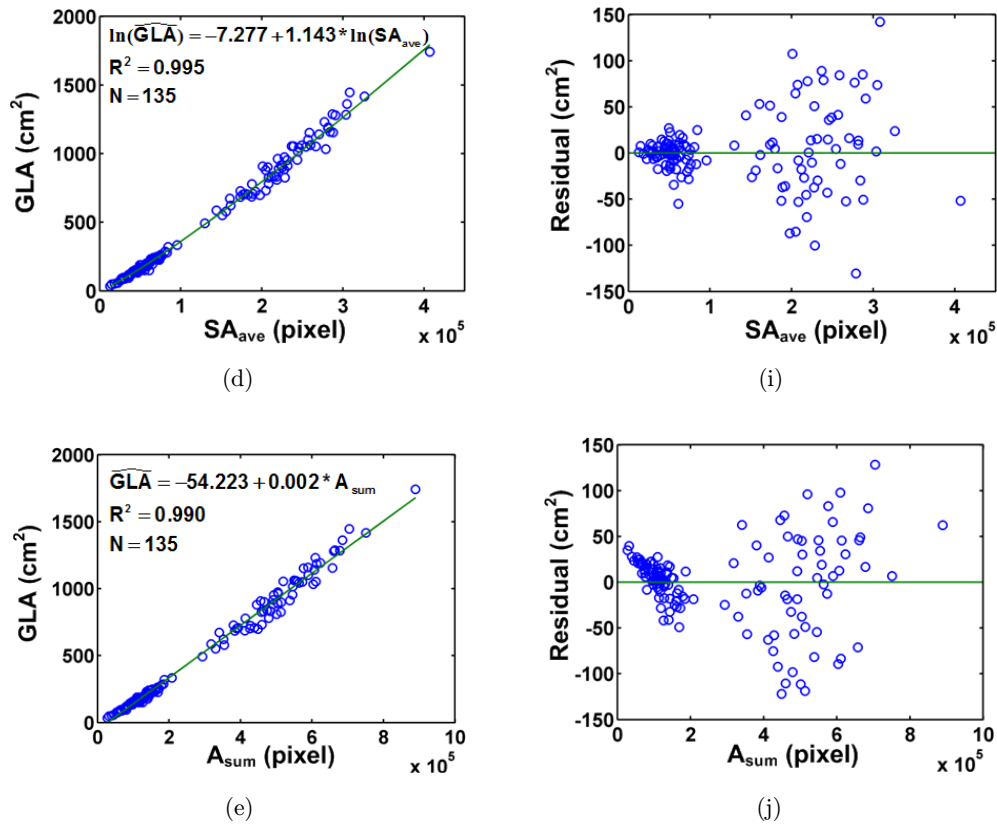 2000
1500
1000
500
0
GLA (cm²)
ln(GLA) = −7.277 + 1.143 * ln(SA_ave)
R² = 0.995
N = 135
0 1 2 3 4
SA_ave (pixel) x 10⁵
(d)
150
100
50
0
-50
-100
-150
Residual (cm²)
0 1 2 3 4
SA_ave (pixel) x 10⁵
(i)
2000
1500
1000
500
0
GLA (cm²)
GLA = −54.223 + 0.002 * A_sum
R² = 0.990
N = 135
0 2 4 6 8 10
A_sum (pixel) x 10⁵
(e)
150
100
50
0
-50
-100
-150
Residual (cm²)
0 2 4 6 8 10
A_sum (pixel) x 10⁵
(j)